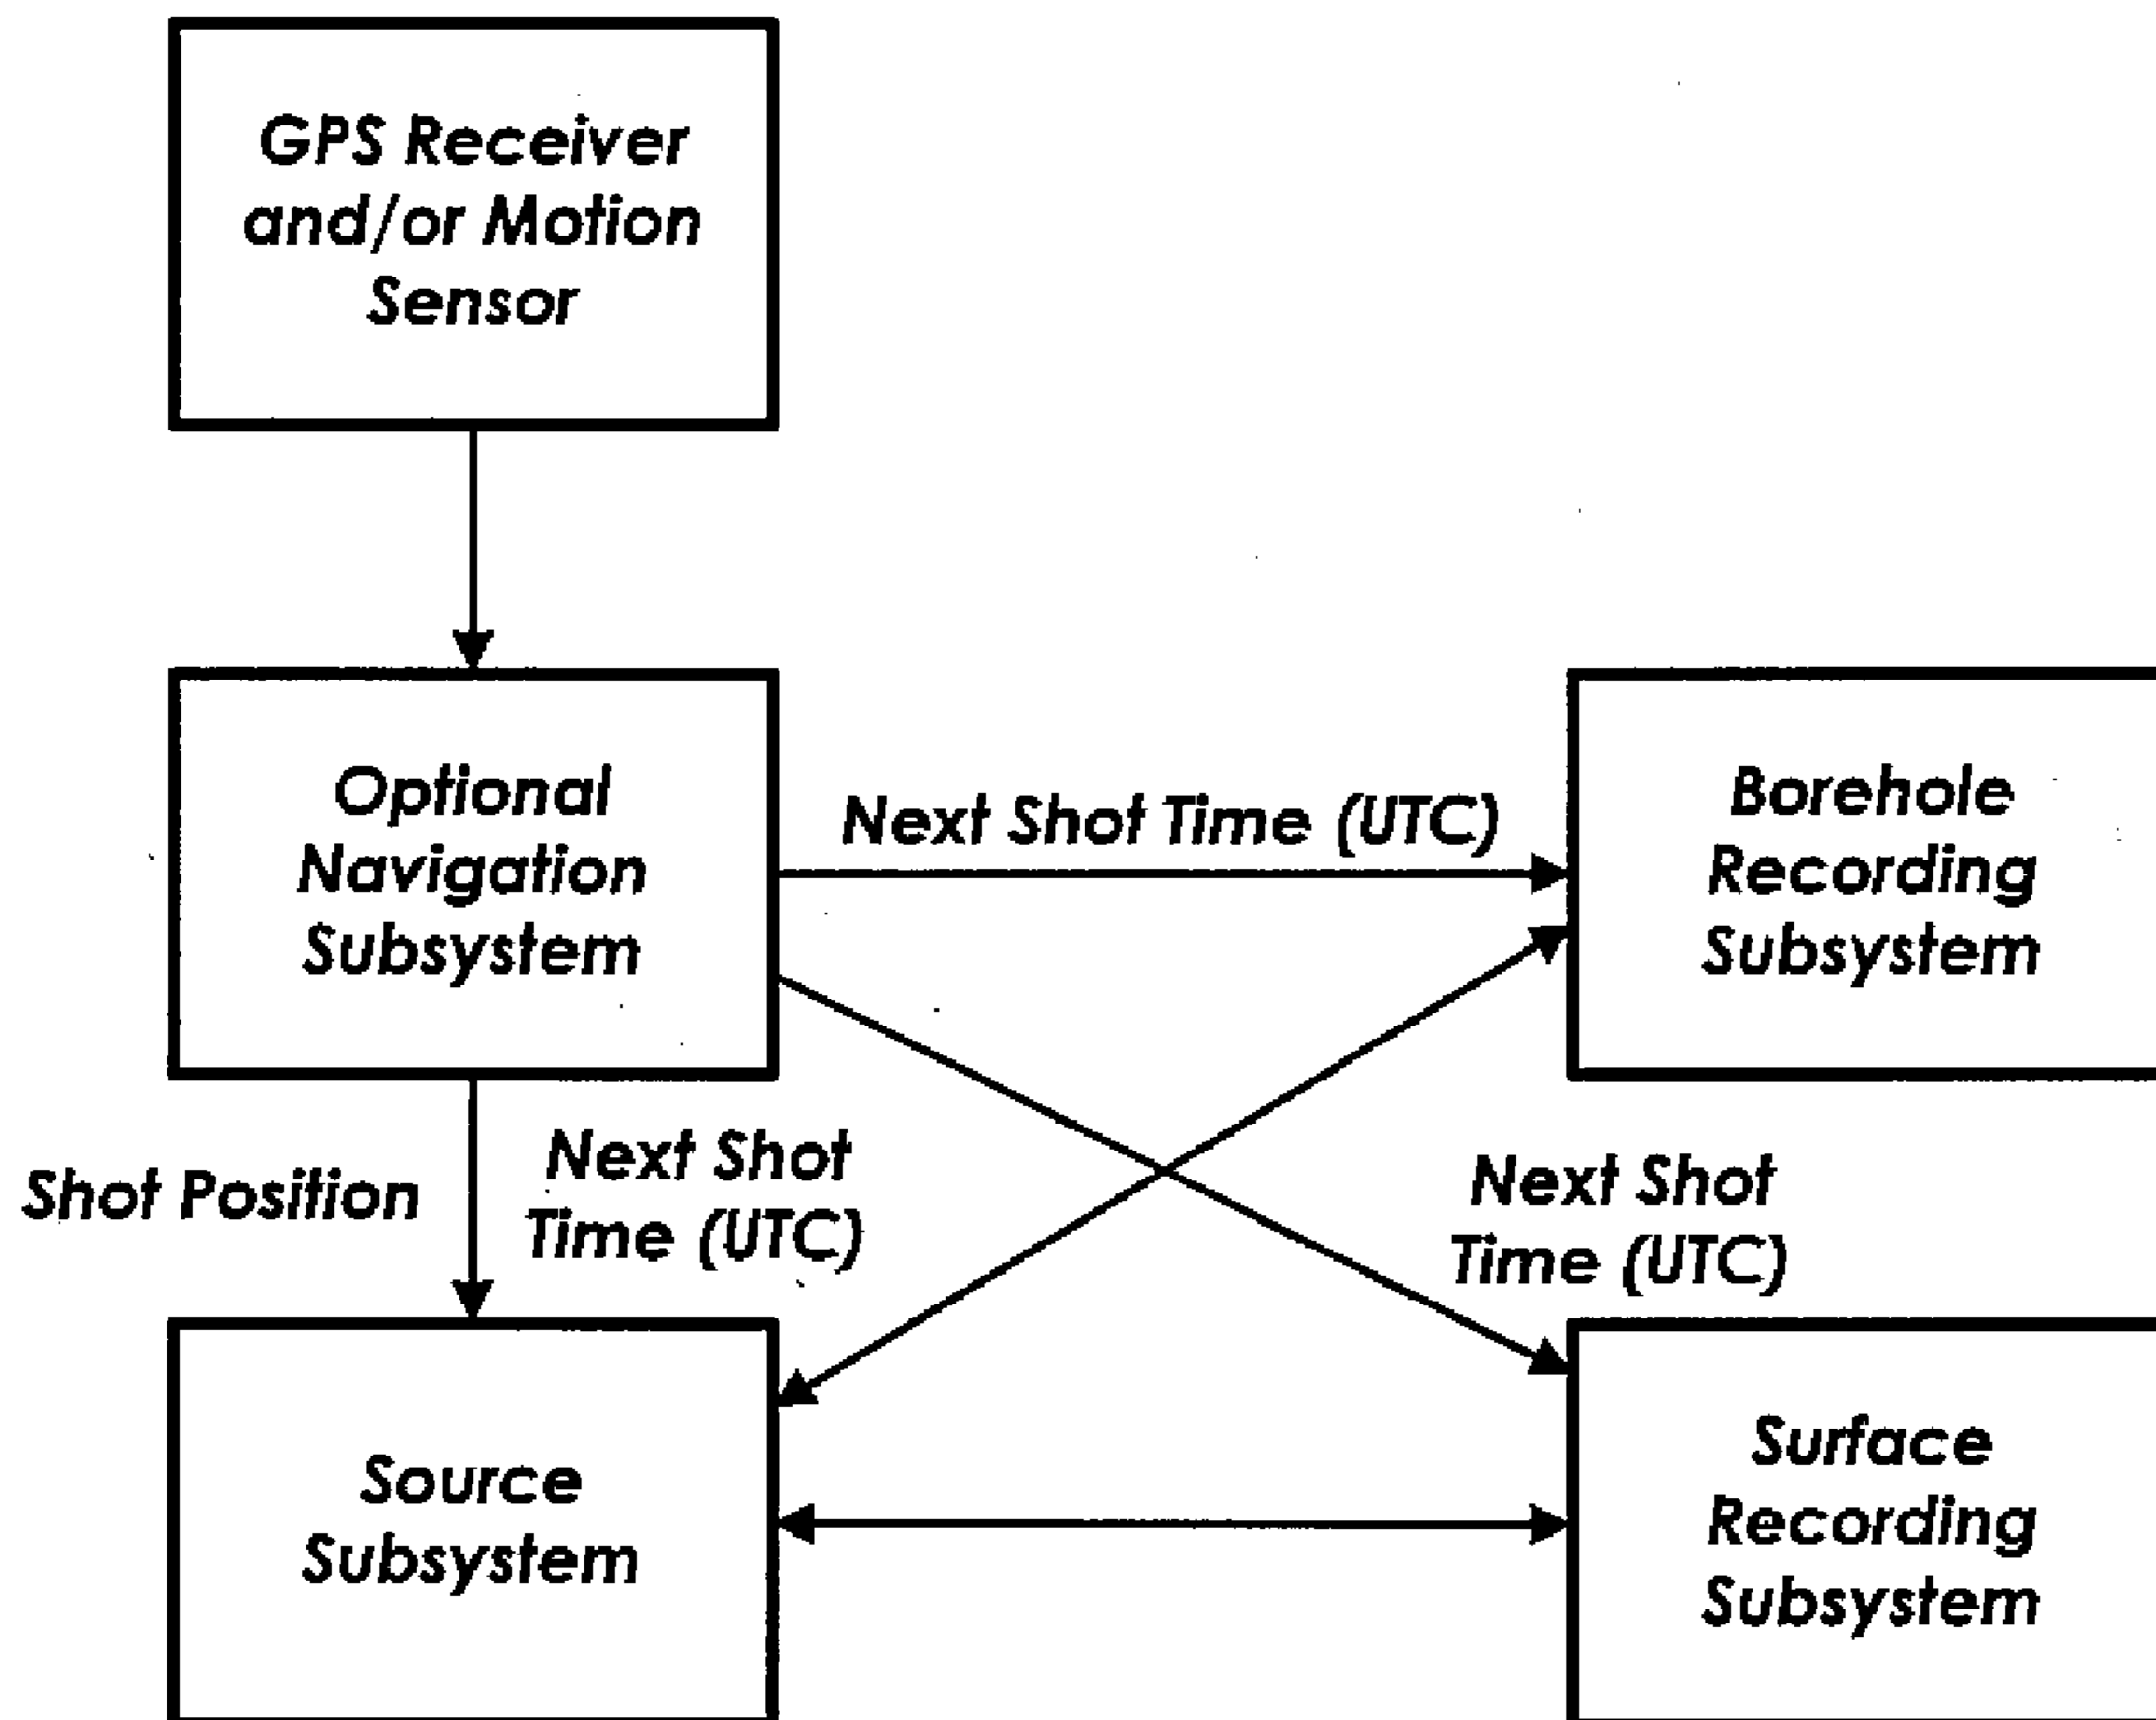 GPS Receiver
and/or Motion
Sensor
Optional
Navigation
Subsystem
Next Shot Time (UTC)
Borehole
Recording
Subsystem
Shot Position
Next Shot
Time (UTC)
Next Shot
Time (UTC)
Source
Subsystem
Surface
Recording
Subsystem